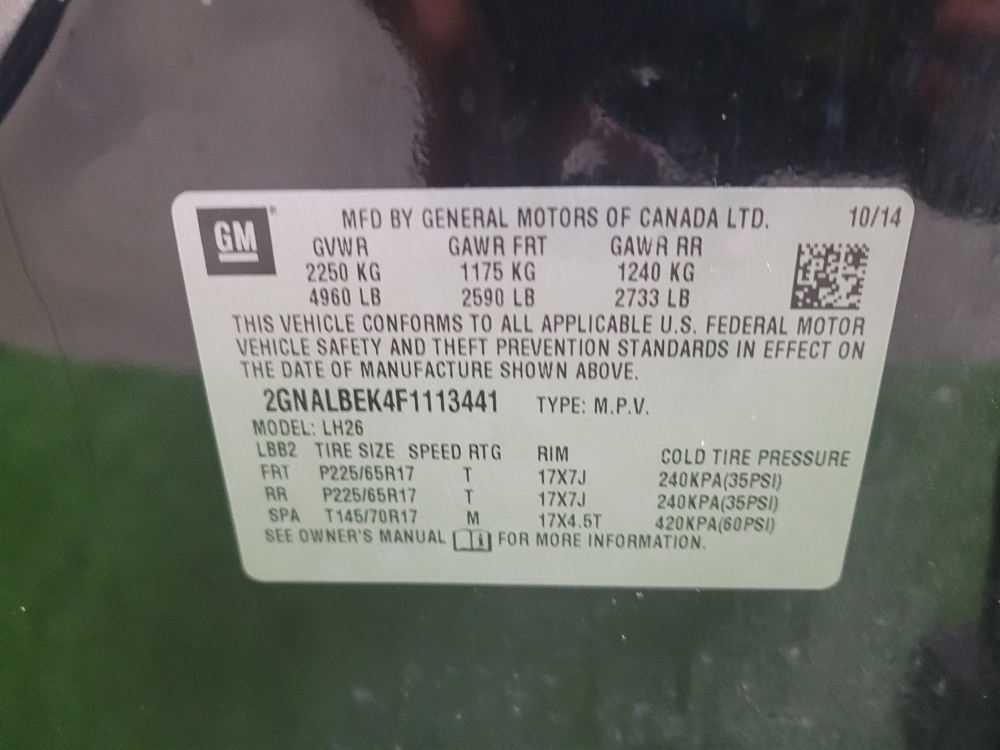 GM
MFD BY GENERAL MOTORS OF CANADA LTD. 10/14
GVWR GAWR FRT GAWR RR
2250 KG 1175 KG 1240 KG
4960 LB 2590 LB 2733 LB
THIS VEHICLE CONFORMS TO ALL APPLICABLE U.S. FEDERAL MOTOR
VEHICLE SAFETY AND THEFT PREVENTION STANDARDS IN EFFECT ON
THE DATE OF MANUFACTURE SHOWN ABOVE.
2GNALBEK4F1113441 TYPE: M.P.V.
MODEL: LH26
LBB2 TIRE SIZE SPEED RTG RIM COLD TIRE PRESSURE
FRT P225/65R17 T 17X7J 240KPA(35PSI)
RR P225/65R17 T 17X7J 240KPA(35PSI)
SPA T145/70R17 M 17X4.5T 420KPA(60PSI)
SEE OWNER'S MANUAL FOR MORE INFORMATION.